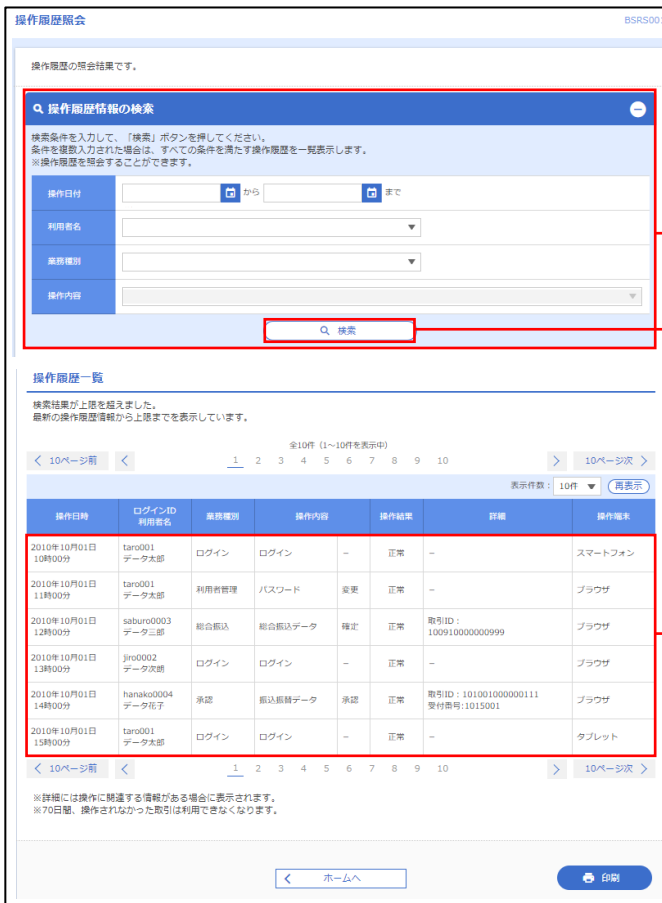 操作履歴照会
BSRS001
操作履歴の照会結果です。
操作履歴情報の検索
検索条件を入力して、「検索」ボタンを押してください。
条件を複数入力された場合は、すべての条件を満たす操作履歴を一覧表示します。
※操作履歴を照会することができます。
操作日付 から まで
利用者名
業務種別
操作内容
検索
操作履歴一覧
検索結果が上限を超えました。
最新の操作履歴情報から上限までを表示しています。
全10件（1～10件を表示中）
10ページ前 1 2 3 4 5 6 7 8 9 10 10ページ次
表示件数： 10件 再表示
操作日時 ログインID 利用者名 業務種別 操作内容 操作結果 詳細 操作端末
2010年10月01日 10時00分 taro001 データ太郎 ログイン ログイン － 正常 － スマートフォン
2010年10月01日 11時00分 taro001 データ太郎 利用者管理 パスワード 変更 正常 － ブラウザ
2010年10月01日 12時00分 saburo0003 データ三郎 総合振込 総合振込データ 確定 正常 取引ID： 100910000000999 ブラウザ
2010年10月01日 13時00分 jiro0002 データ次朗 ログイン ログイン － 正常 － ブラウザ
2010年10月01日 14時00分 hanako0004 データ花子 承認 振込振替データ 承認 正常 取引ID：101001000000111 受付番号:1015001 ブラウザ
2010年10月01日 15時00分 taro001 データ太郎 ログイン ログイン － 正常 － タブレット
10ページ前 1 2 3 4 5 6 7 8 9 10 10ページ次
※詳細には操作に関連する情報がある場合に表示されます。
※70日間、操作されなかった取引は利用できなくなります。
ホームへ
印刷